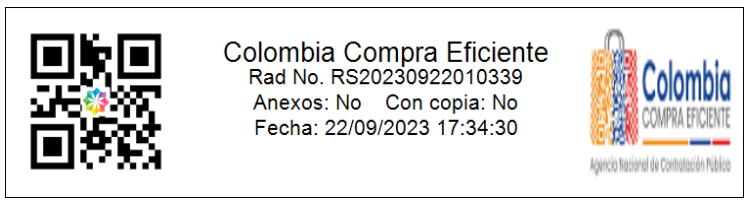 Colombia Compra Eficiente
Rad No. RS20230922010339
Anexos: No Con copia: No
Fecha: 22/09/2023 17:34:30
Colombia
COMPRA EFICIENTE
Agencia Nacional de Contratación Pública